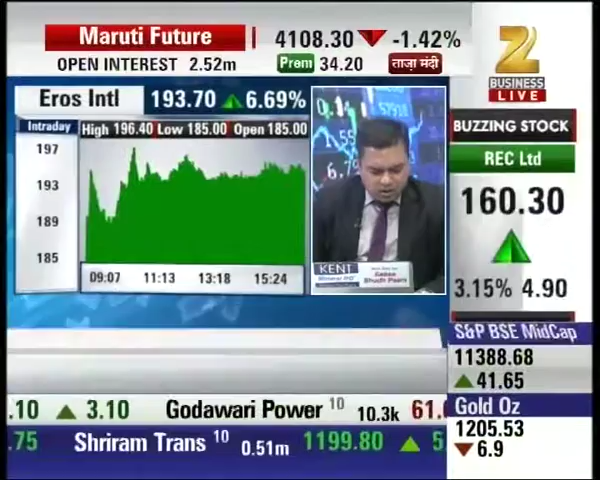 Maruti Future 4108.30 -1.42%
OPEN INTEREST 2.52m Prem 34.20 ताज़ा मंदी
Z
BUSINESS
LIVE
Eros Intl 193.70 6.69%
Intraday High 196.40 Low 185.00 Open 185.00
197
193
189
185
09:07 11:13 13:18 15:24
KENT
BUZZING STOCK
REC Ltd
160.30
3.15% 4.90
S&P BSE MidCap
11388.68
41.65
Gold Oz
1205.53
6.9
.10 3.10 Godawari Power 10 10.3k 61.
.75 Shriram Trans 10 0.51m 1199.80 5